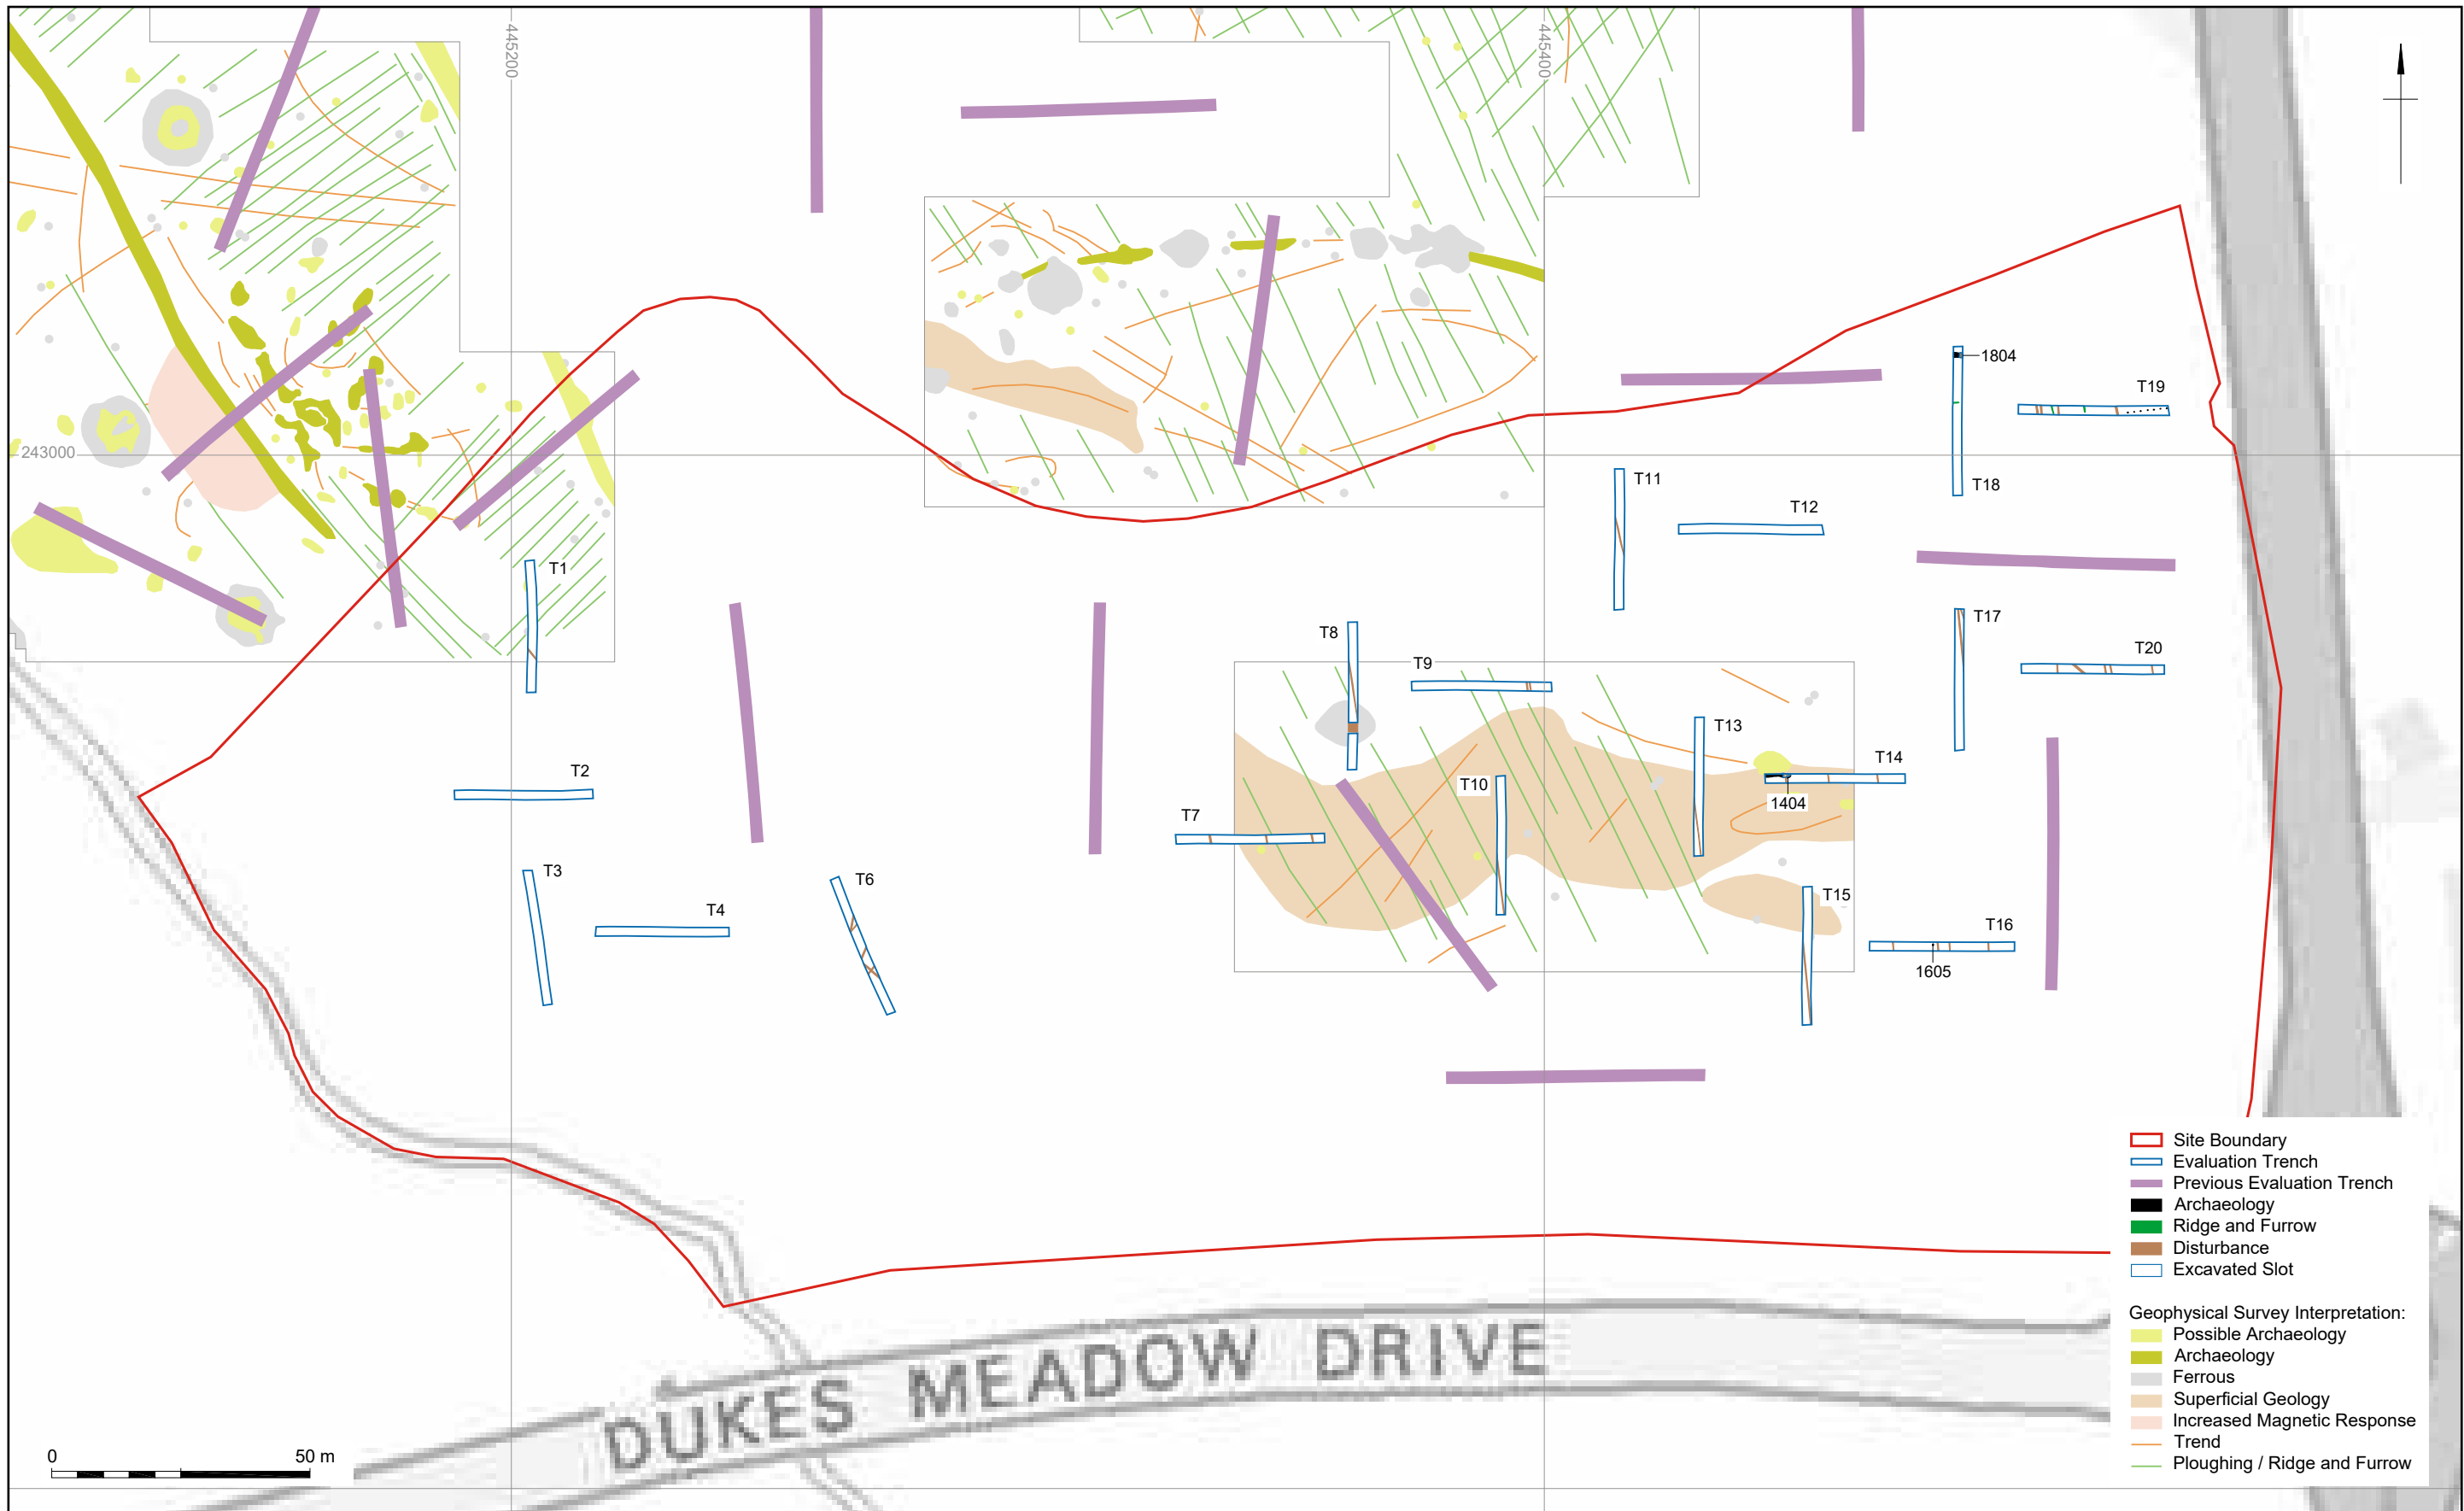 445200
445400
1804
T19
243000
T11
T18
T12
T1
T8
T17
T9
T20
T13
T14
T2
T10
1404
T7
T3
T6
T15
T4
T16
1605
Site Boundary
Evaluation Trench
Previous Evaluation Trench
Archaeology
Ridge and Furrow
Disturbance
Excavated Slot
Geophysical Survey Interpretation:
Possible Archaeology
Archaeology
Ferrous
Superficial Geology
Increased Magnetic Response
Trend
Ploughing / Ridge and Furrow
DUKES MEADOW DRIVE
0 50 m